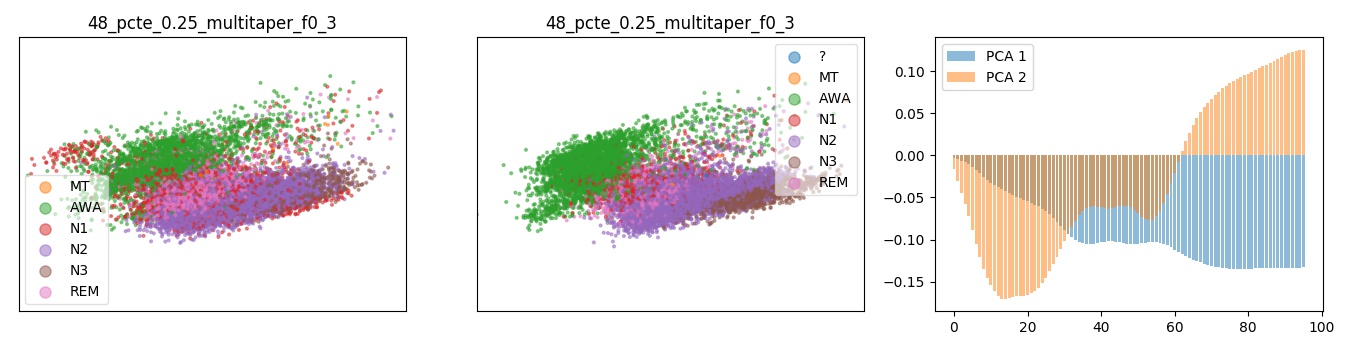 48_pcte_0.25_multitaper_f0_3
MT
AWA
N1
N2
N3
REM
48_pcte_0.25_multitaper_f0_3
?
MT
AWA
N1
N2
N3
REM
PCA 1
PCA 2
0.10
0.05
0.00
−0.05
−0.10
−0.15
0
20
40
60
80
100